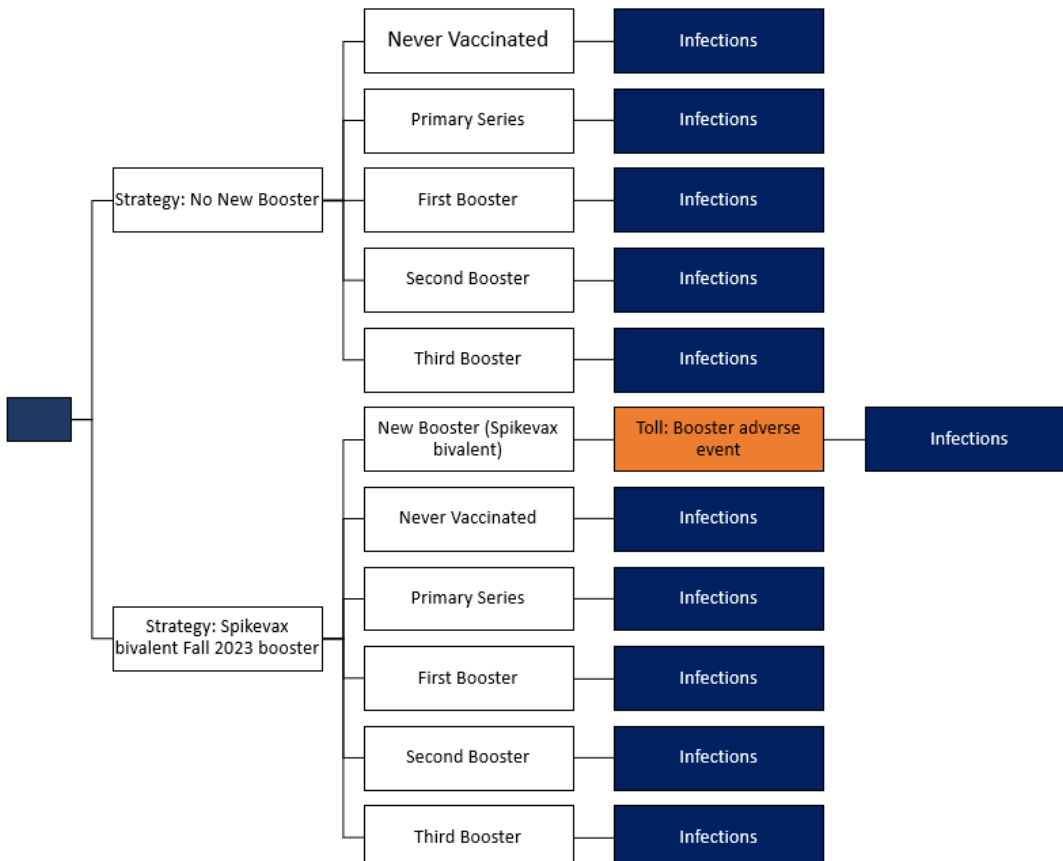 Never Vaccinated
Infections
Primary Series
Infections
Strategy: No New Booster
First Booster
Infections
Second Booster
Infections
Third Booster
Infections
New Booster (Spikevax
bivalent)
Toll: Booster adverse
event
Infections
Never Vaccinated
Infections
Primary Series
Infections
Strategy: Spikevax
bivalent Fall 2023 booster
First Booster
Infections
Second Booster
Infections
Third Booster
Infections